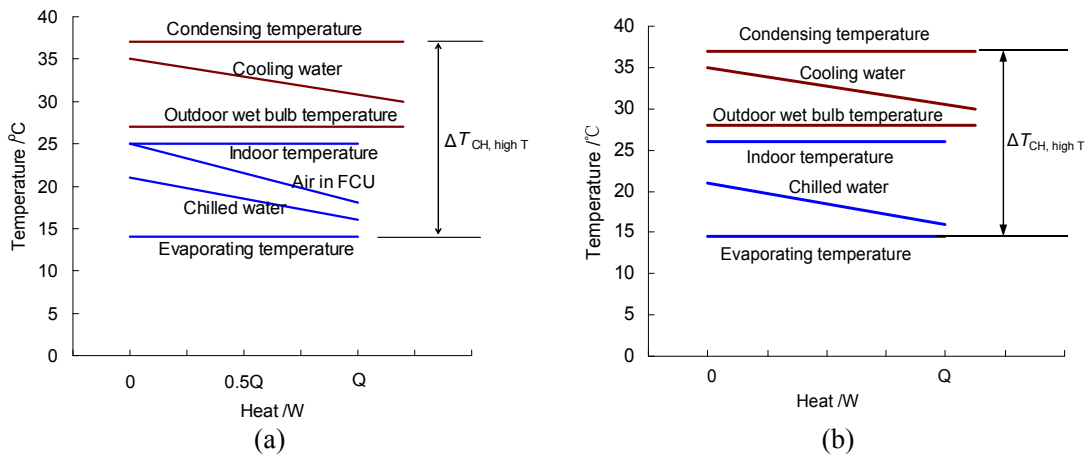 40
35
30
25
20
15
10
5
0
Temperature /⁰C
Condensing temperature
Cooling water
Outdoor wet bulb temperature
Indoor temperature
Air in FCU
Chilled water
Evaporating temperature
ΔT CH, high T
0
0.5Q
Q
Heat /W
(a)
40
35
30
25
20
15
10
5
0
Temperature /℃
Condensing temperature
Cooling water
Outdoor wet bulb temperature
Indoor temperature
Chilled water
Evaporating temperature
ΔT CH, high T
0
Q
Heat /W
(b)